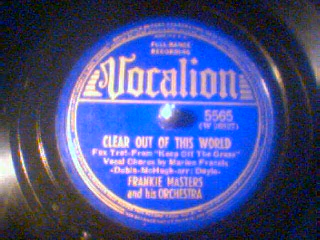 FULL RANGE
RECORDING
Vocalion
5565
CLEAR OUT OF THIS WORLD
Fox Trot-From "Keep Off The Grass"
Vocal Chorus by Marion Francis
-Dubin-McHugh-arr: Doyle-
FRANKIE MASTERS
and his ORCHESTRA